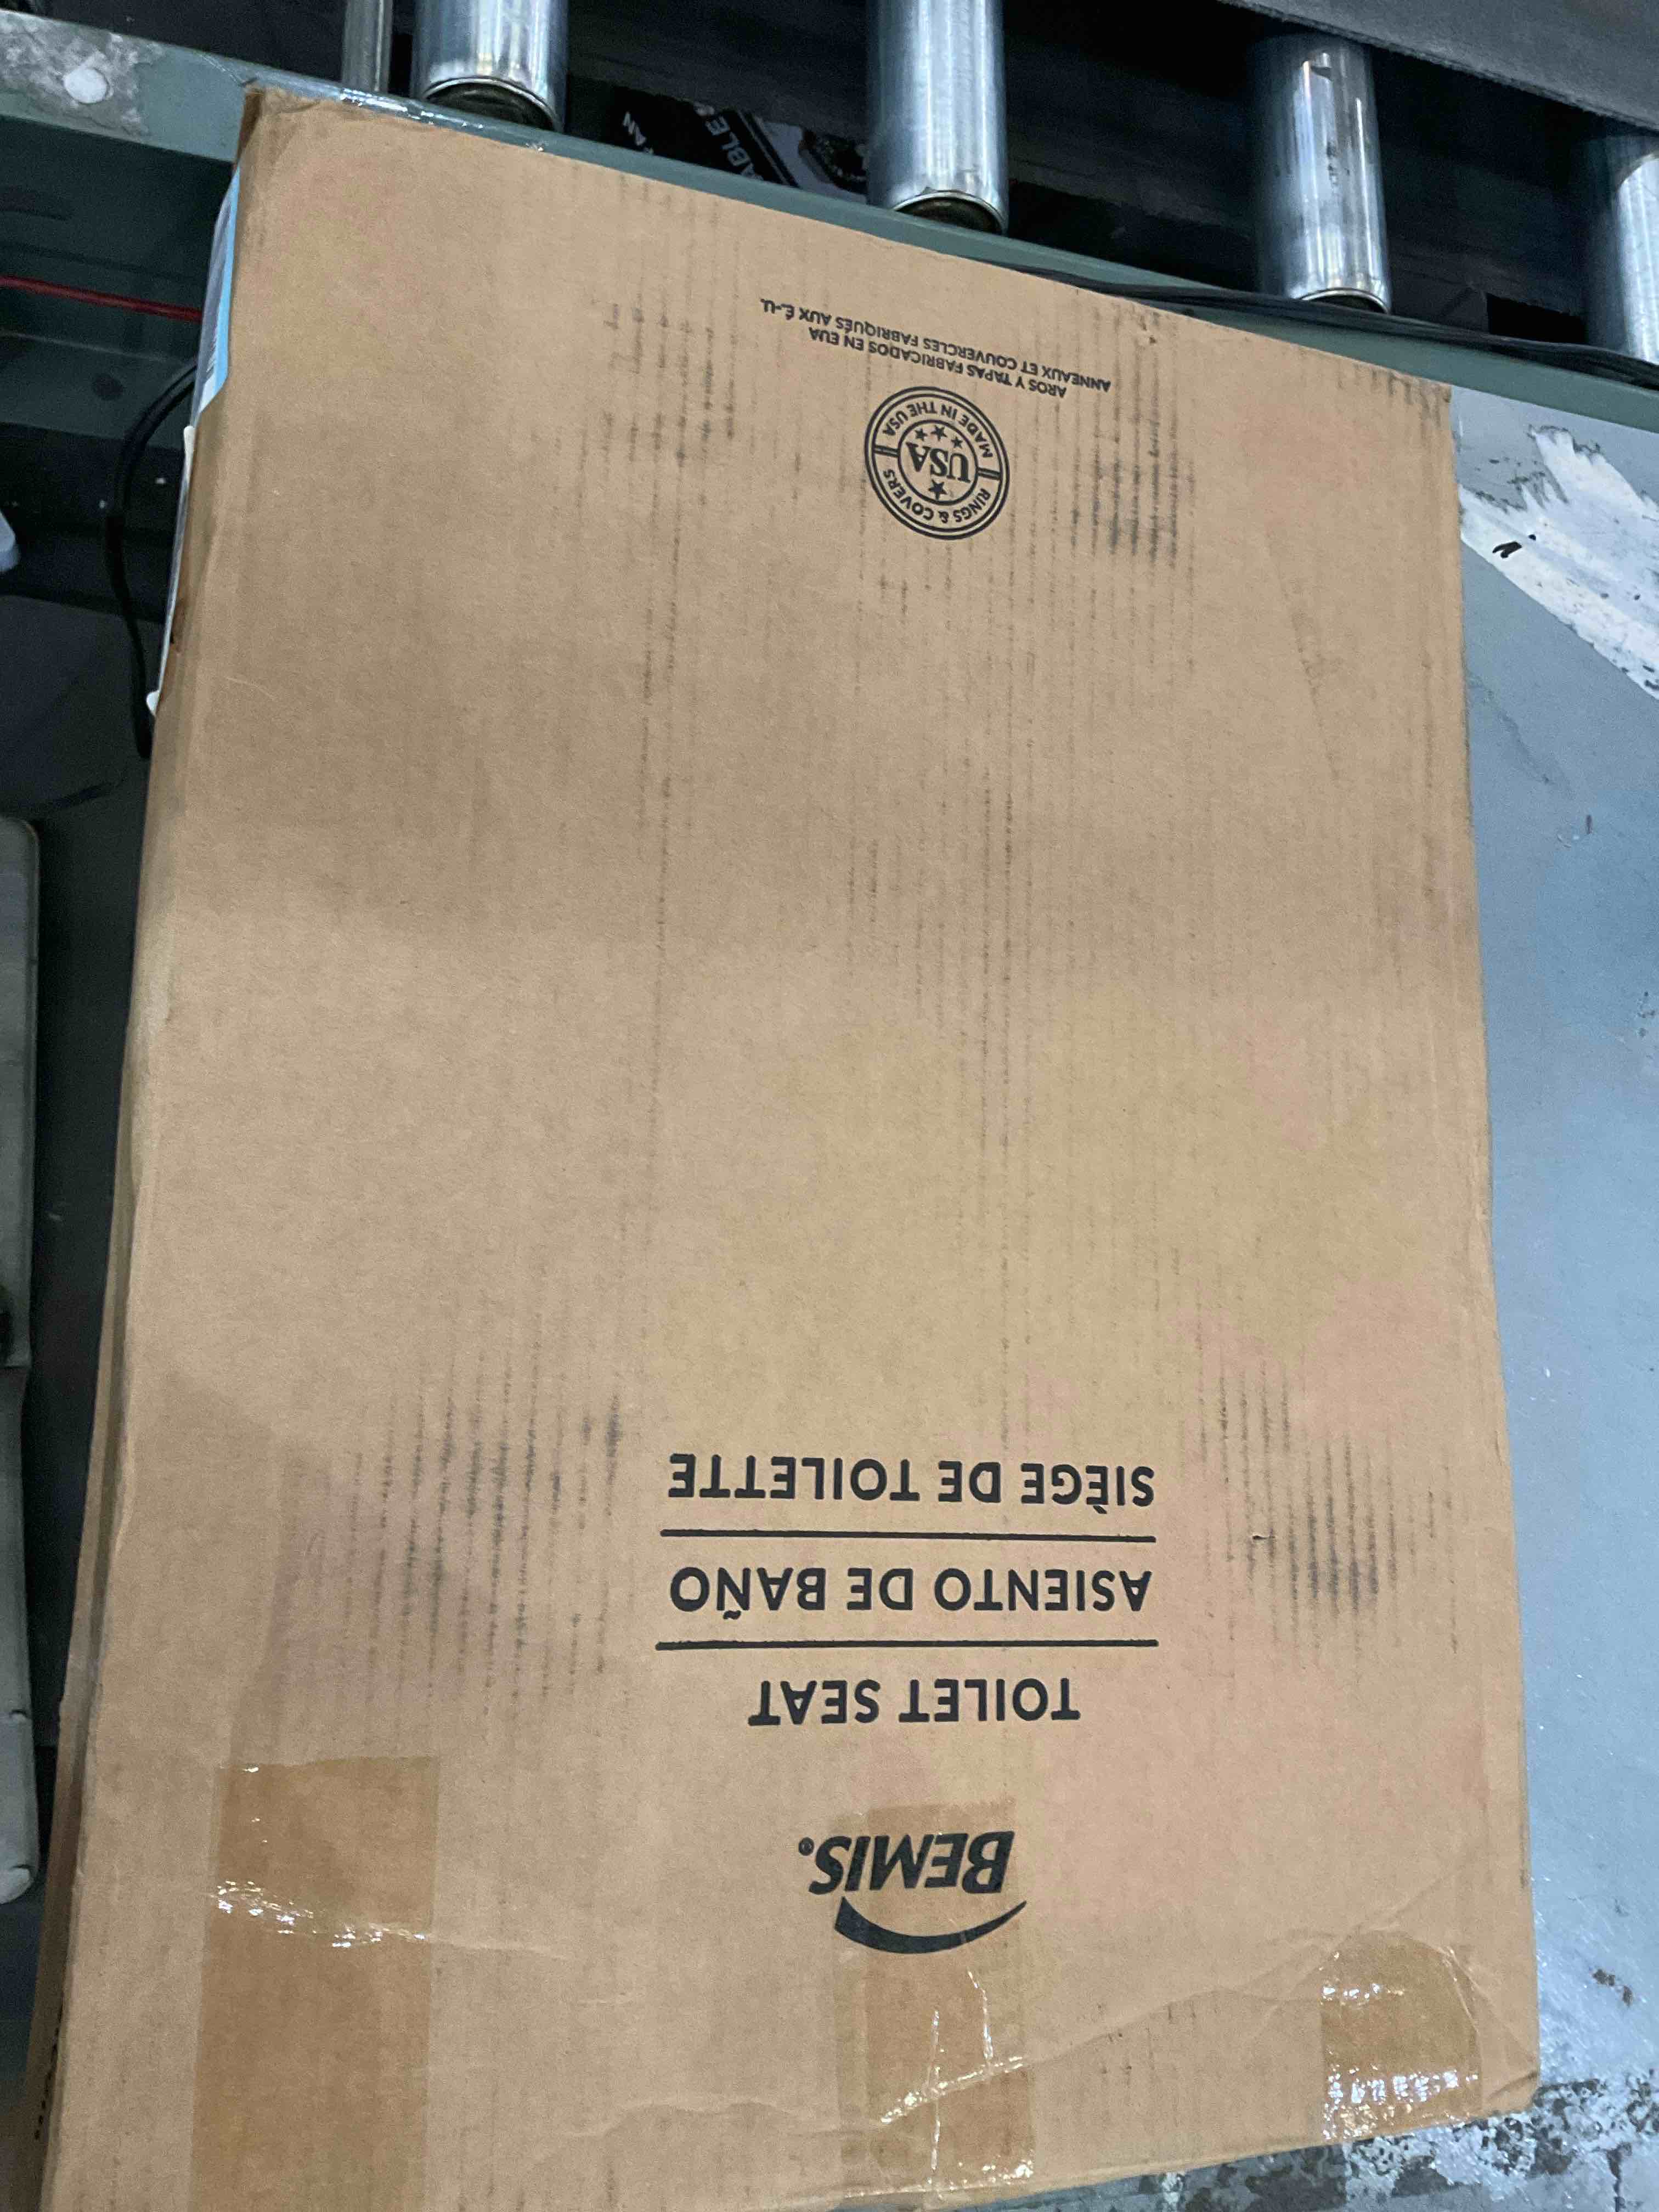 BEMIS®
TOILET SEAT
ASIENTO DE BAÑO
SIÈGE DE TOILETTE
RINGS & COVERS
USA
MADE IN THE USA
AROS Y TAPAS FABRICADOS EN EUA
ANNEAUX ET COUVERCLES FABRIQUÉS AUX É.-U.